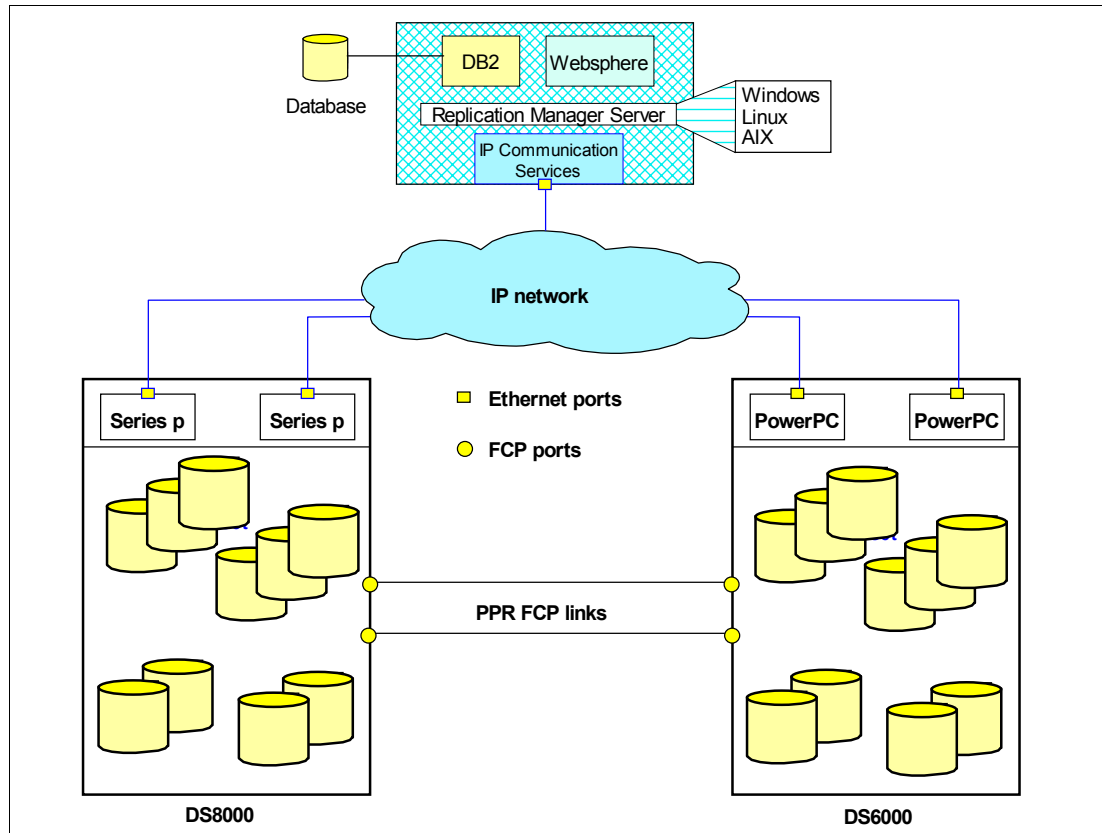 DB2
Websphere
Database
Replication Manager Server
Windows
Linux
AIX
IP Communication
Services
IP network
Series p
Series p
Ethernet ports
FCP ports
PowerPC
PowerPC
PPR FCP links
DS8000
DS6000